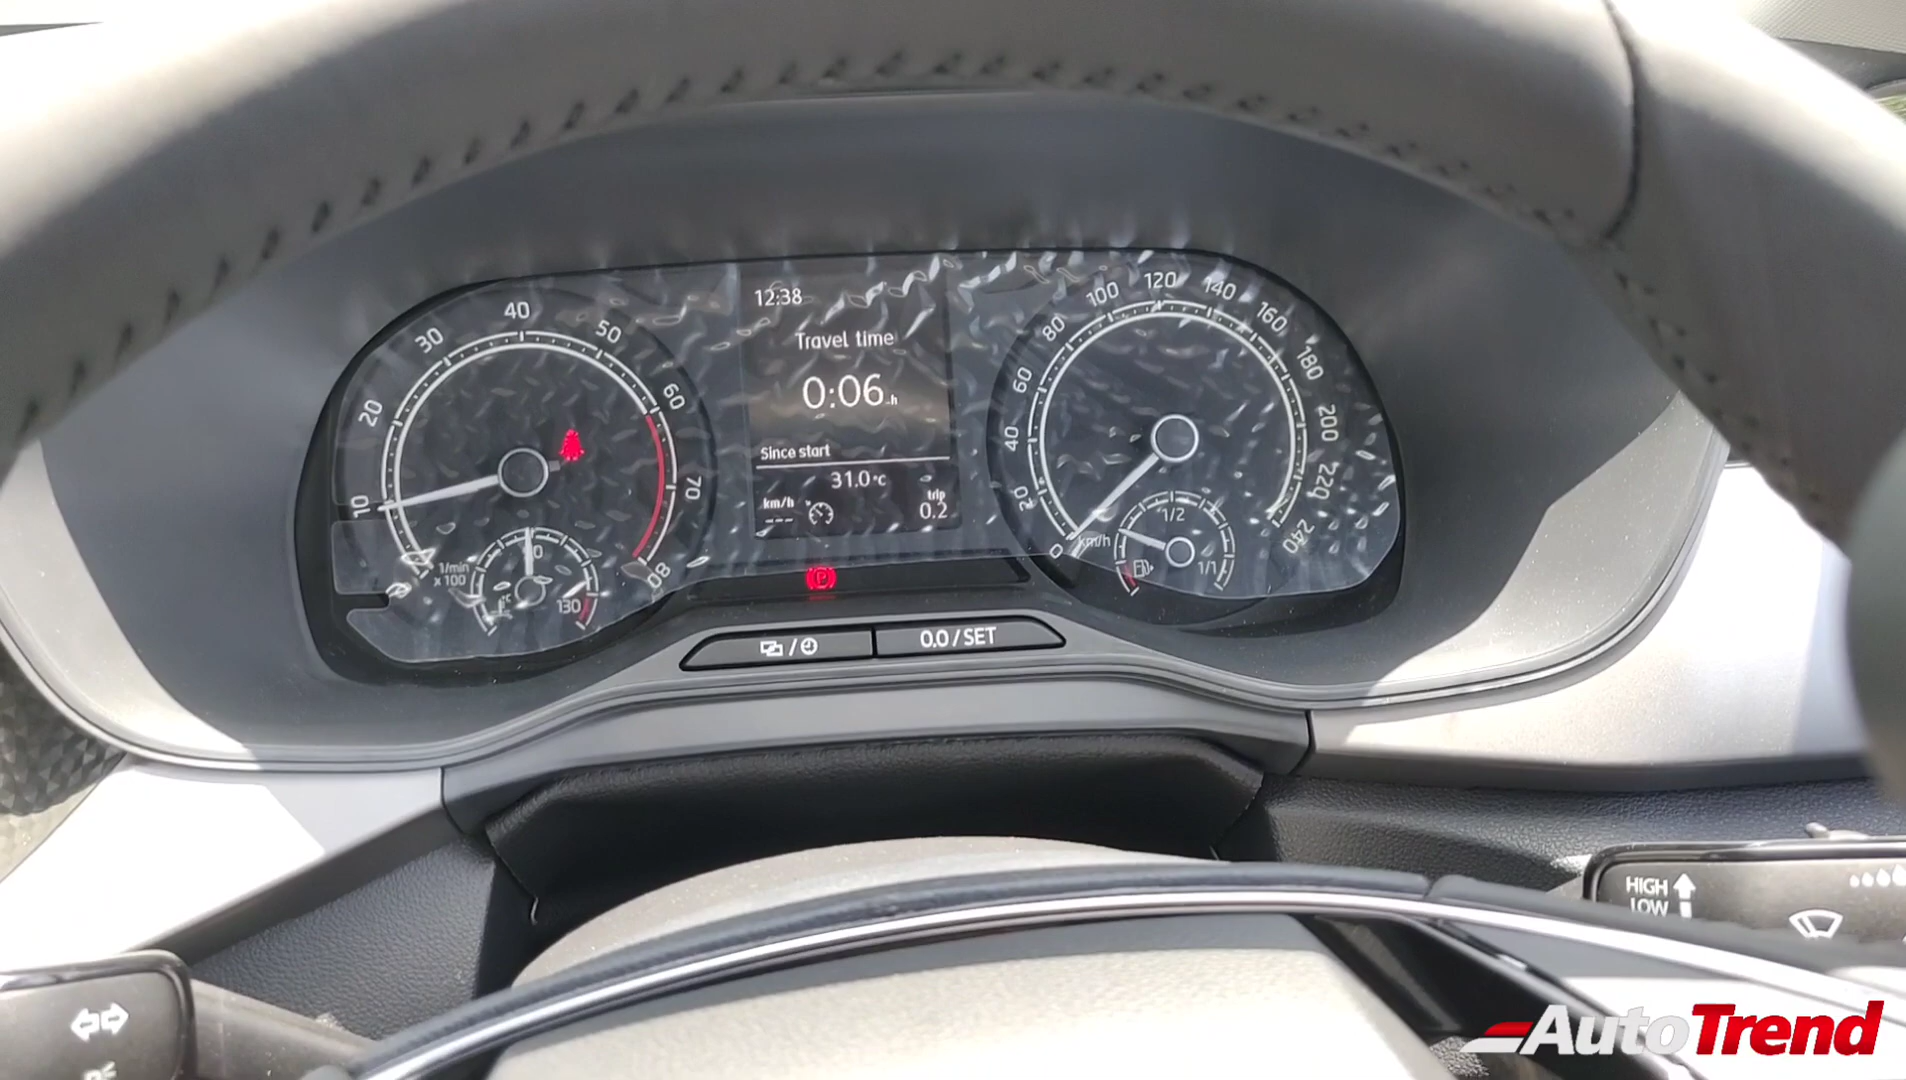 12:38
Travel time
0:06 h
Since start
31.0 °C
km/h
---
trip
0.2
10
20
30
40
50
60
70
80
1/min
x 100
90
°C
130
0
20
40
60
80
100
120
140
160
180
200
220
240
km/h
1/2
1/1
P
/
0.0 / SET
HIGH
LOW
AutoTrend